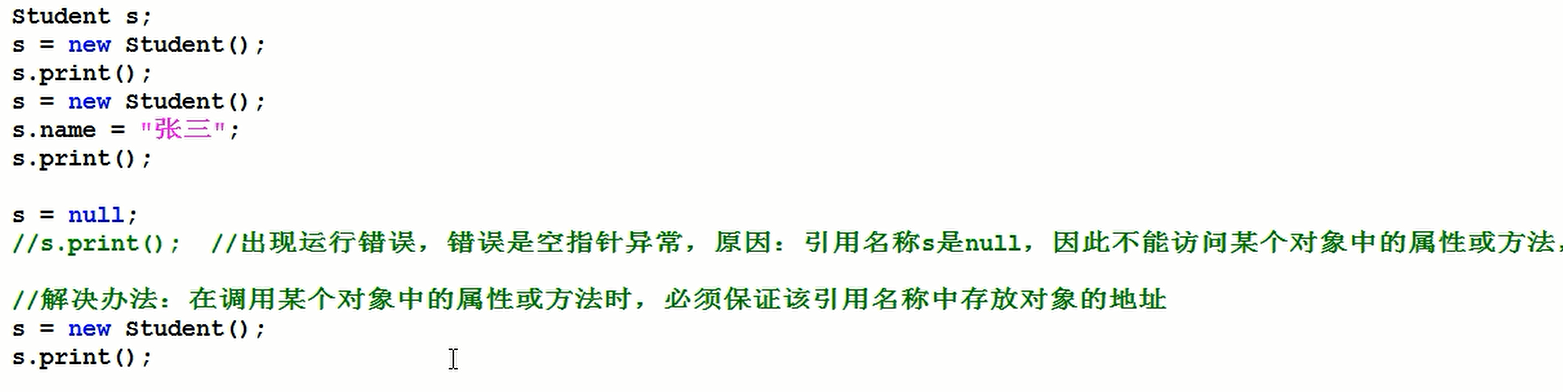 Student s;
s = new Student();
s.print();
s = new Student();
s.name = "张三";
s.print();
s = null;
//s.print();  //出现运行错误，错误是空指针异常，原因：引用名称s是null，因此不能访问某个对象中的属性或方法，
//解决办法：在调用某个对象中的属性或方法时，必须保证该引用名称中存放对象的地址
s = new Student();
s.print();